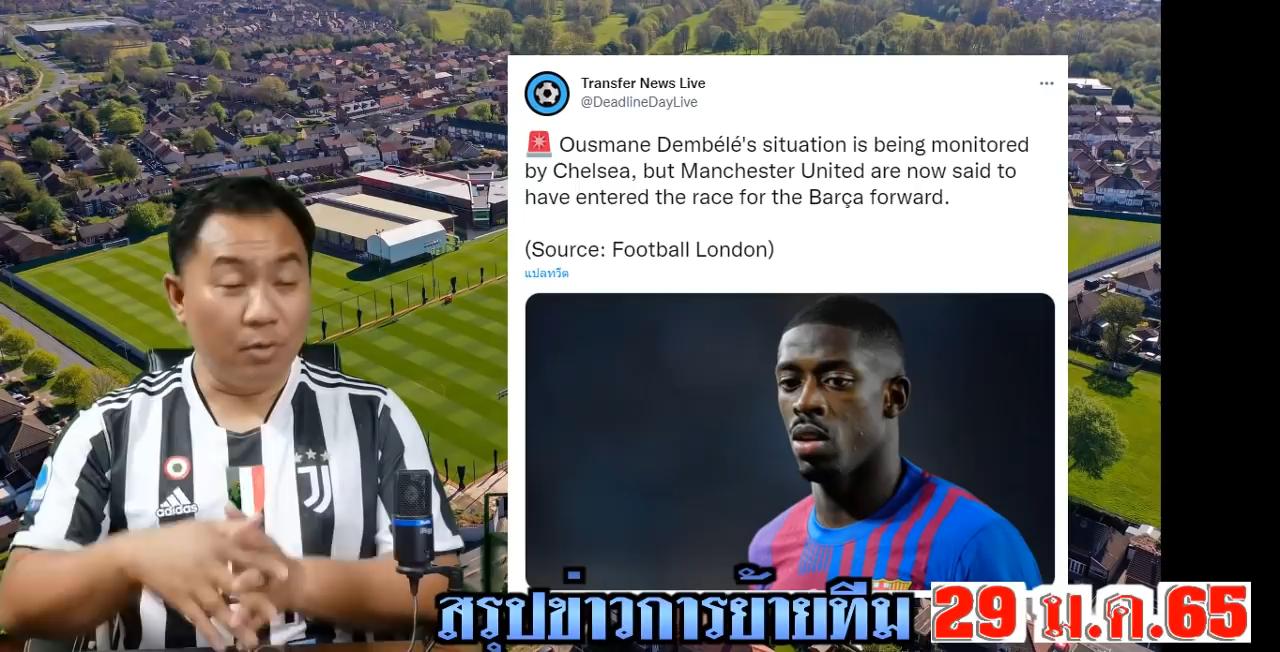 Transfer News Live
@DeadlineDayLive
🚨 Ousmane Dembélé's situation is being monitored
by Chelsea, but Manchester United are now said to
have entered the race for the Barça forward.
(Source: Football London)
แปลทวีต
adidas
สรุปข่าวการย้ายทีม 29 ม.ค.65